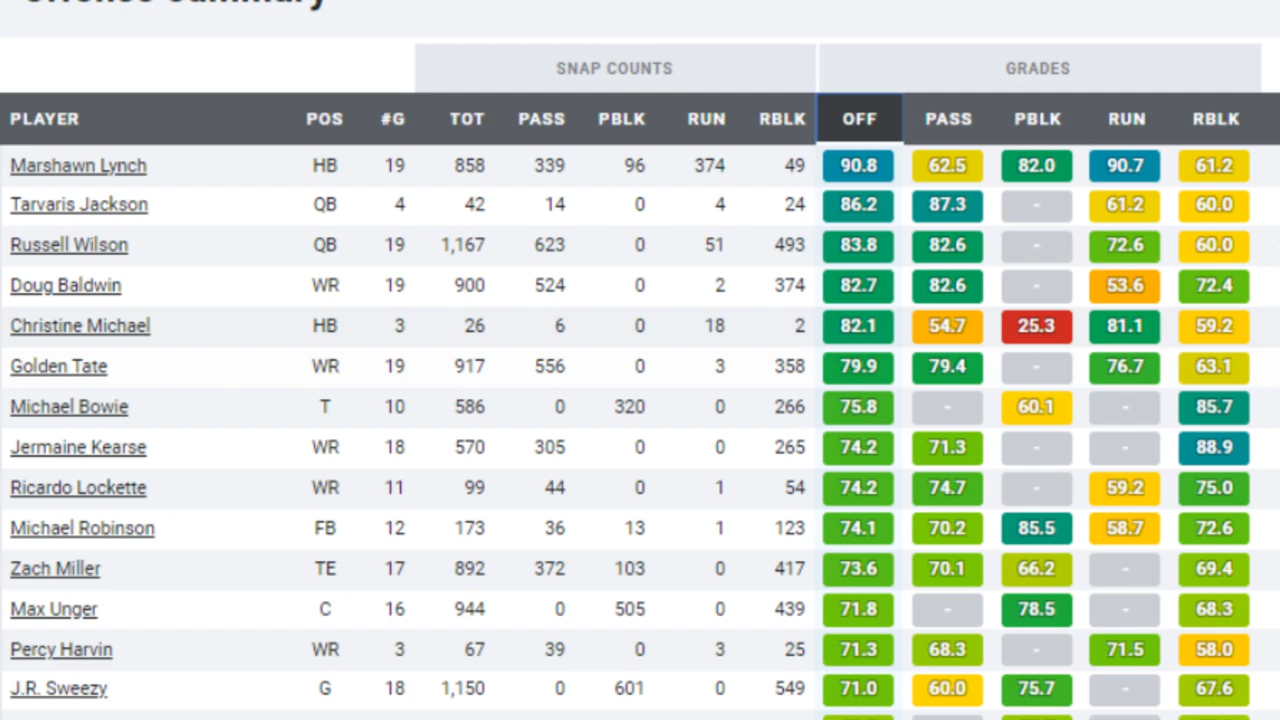 Offense Summary
SNAP COUNTS GRADES
PLAYER POS #G TOT PASS PBLK RUN RBLK OFF PASS PBLK RUN RBLK
Marshawn Lynch HB 19 858 339 96 374 49 90.8 62.5 82.0 90.7 61.2
Tarvaris Jackson QB 4 42 14 0 4 24 86.2 87.3 - 61.2 60.0
Russell Wilson QB 19 1,167 623 0 51 493 83.8 82.6 - 72.6 60.0
Doug Baldwin WR 19 900 524 0 2 374 82.7 82.6 - 53.6 72.4
Christine Michael HB 3 26 6 0 18 2 82.1 54.7 25.3 81.1 59.2
Golden Tate WR 19 917 556 0 3 358 79.9 79.4 - 76.7 63.1
Michael Bowie T 10 586 0 320 0 266 75.8 - 60.1 - 85.7
Jermaine Kearse WR 18 570 305 0 0 265 74.2 71.3 - - 88.9
Ricardo Lockette WR 11 99 44 0 1 54 74.2 74.7 - 59.2 75.0
Michael Robinson FB 12 173 36 13 1 123 74.1 70.2 85.5 58.7 72.6
Zach Miller TE 17 892 372 103 0 417 73.6 70.1 66.2 - 69.4
Max Unger C 16 944 0 505 0 439 71.8 - 78.5 - 68.3
Percy Harvin WR 3 67 39 0 3 25 71.3 68.3 - 71.5 58.0
J.R. Sweezy G 18 1,150 0 601 0 549 71.0 60.0 75.7 - 67.6